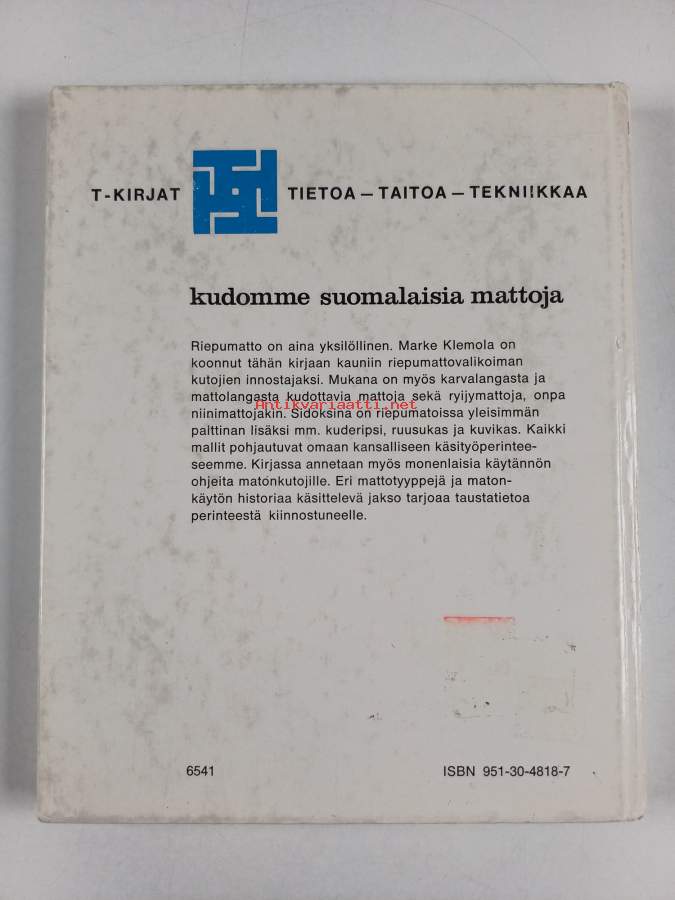 T-KIRJAT TIETOA — TAITOA — TEKNIIKKAA
kudomme suomalaisia mattoja
Riepumatto on aina yksilöllinen. Marke Klemola on
koonnut tähän kirjaan kauniin riepumattovalikoiman
kutojien innostajaksi. Mukana on myös karvalangasta ja
mattolangasta kudottavia mattoja sekä ryijymattoja, onpa
Antikvariaatti.net
niinimattojakin. Sidoksina on riepumatoissa yleisimmän
palttinan lisäksi mm. kuderipsi, ruusukas ja kuvikas. Kaikki
mallit pohjautuvat omaan kansalliseen käsityöperintee-
seemme. Kirjassa annetaan myös monenlaisia käytännön
ohjeita matonkutojille. Eri mattotyyppejä ja maton-
käytön historiaa käsittelevä jakso tarjoaa taustatietoa
perinteestä kiinnostuneelle.
6541 ISBN 951-30-4818-7